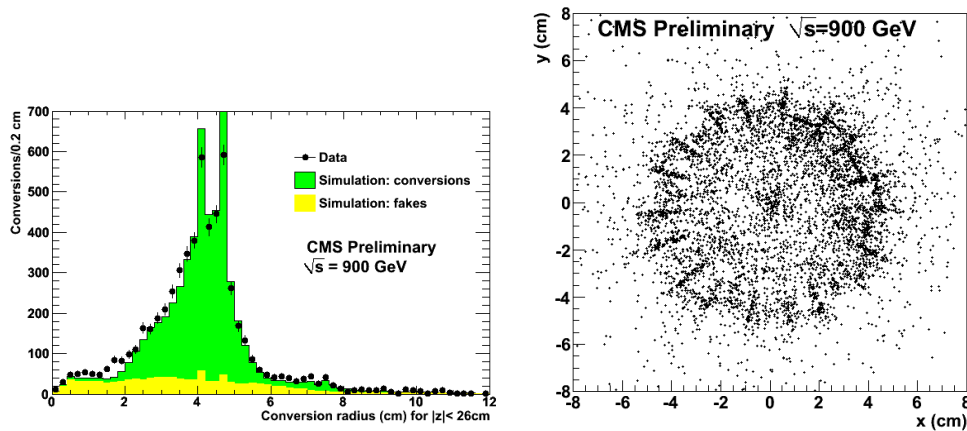 Conversions/0.2 cm
700
600
500
400
300
200
100
0
Data
Simulation: conversions
Simulation: fakes
CMS Preliminary
√s = 900 GeV
0 2 4 6 8 10 12
Conversion radius (cm) for |z|< 26cm
y (cm)
8
6
4
2
0
-2
-4
-6
-8
CMS Preliminary √s=900 GeV
-8 -6 -4 -2 0 2 4 6 8
x (cm)